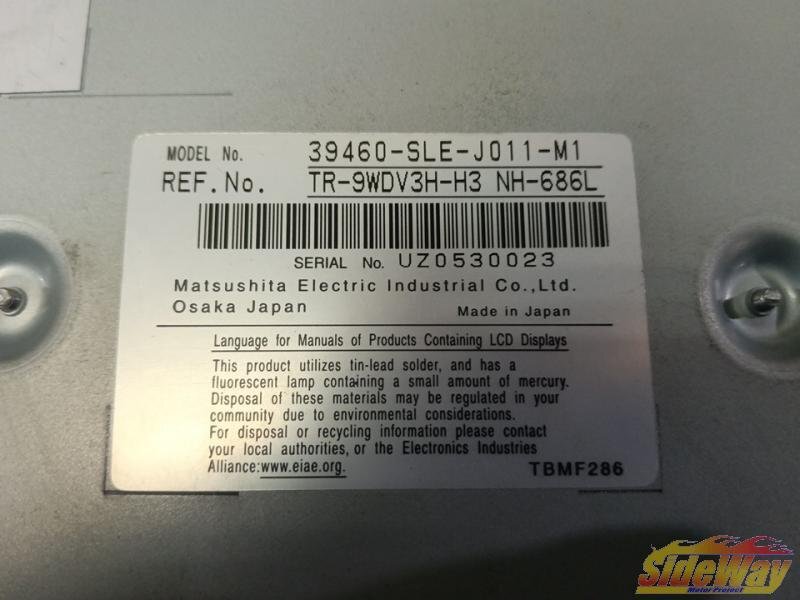 MODEL No. 39460-SLE-J011-M1
REF.No. TR-9WDV3H-H3 NH-686L
SERIAL No. UZ0530023
Matsushita Electric Industrial Co.,Ltd.
Osaka Japan Made in Japan
Language for Manuals of Products Containing LCD Displays
This product utilizes tin-lead solder, and has a
fluorescent lamp containing a small amount of mercury.
Disposal of these materials may be regulated in your
community due to environmental considerations.
For disposal or recycling information please contact
your local authorities, or the Electronics Industries
Alliance:www.eiae.org.
TBMF286
SideWay
Motor Project